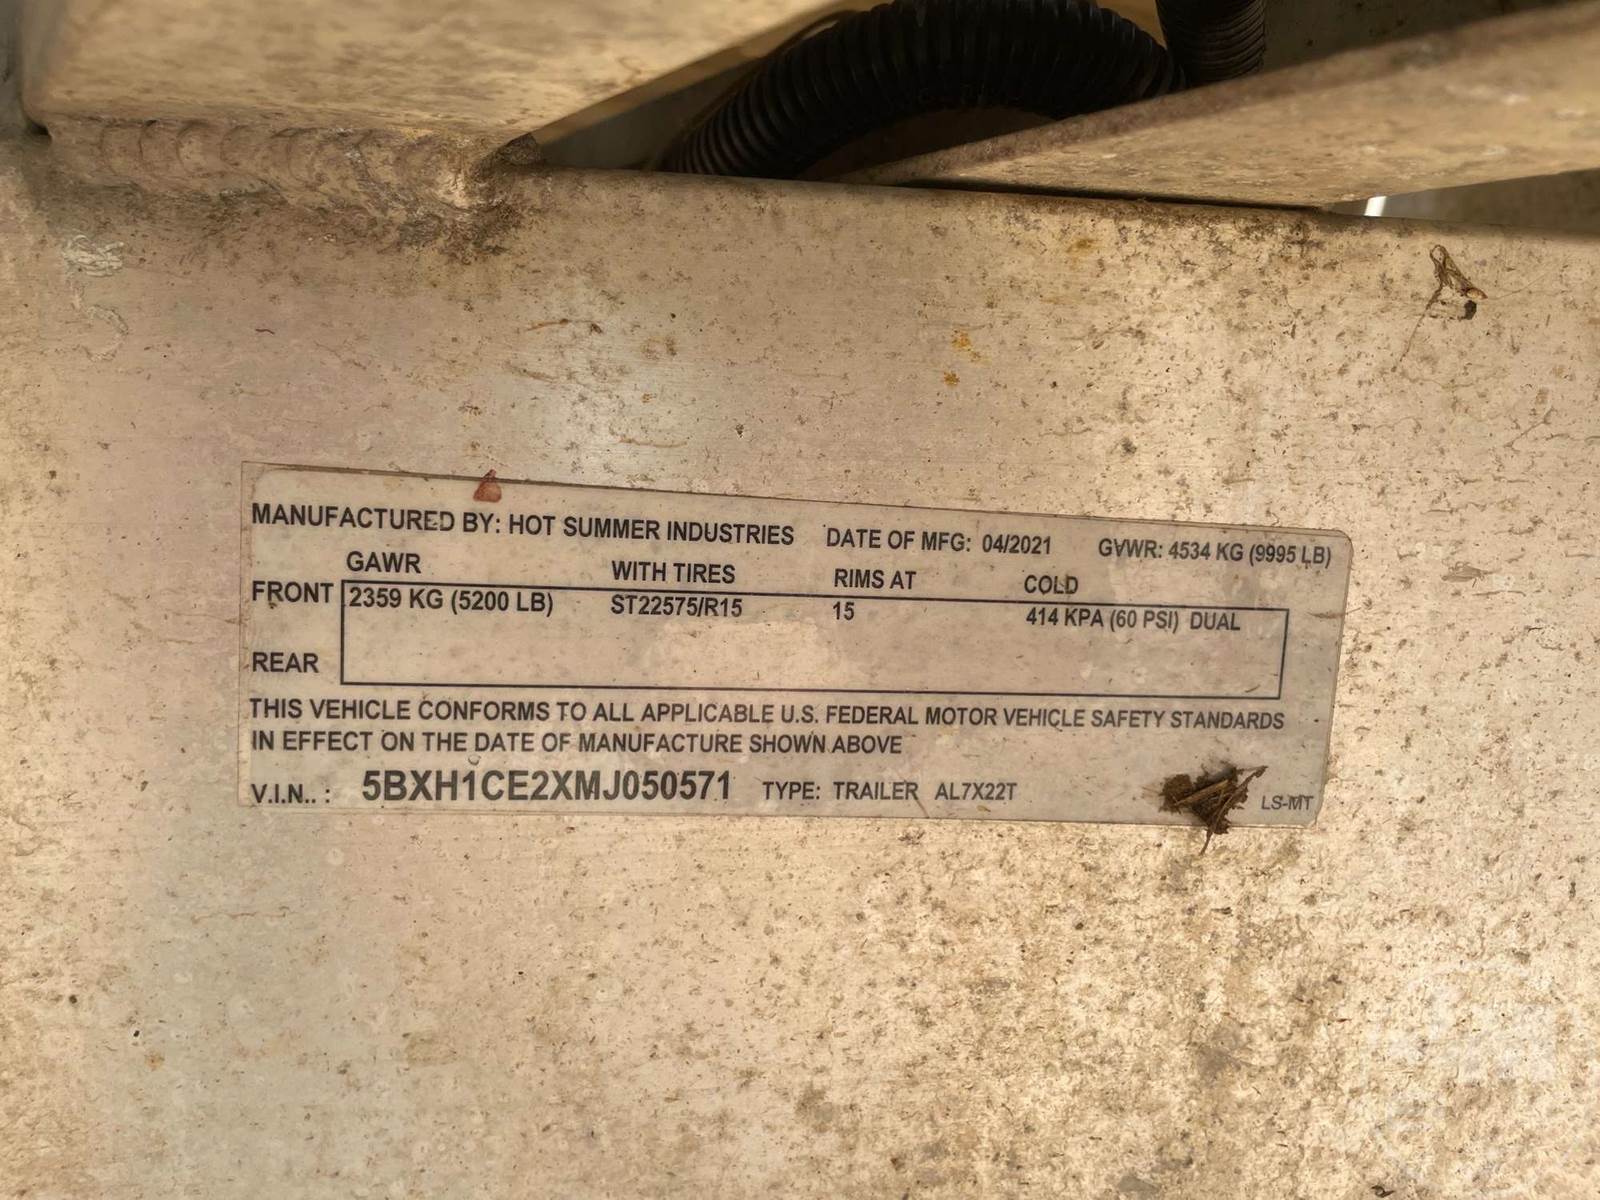 MANUFACTURED BY: HOT SUMMER INDUSTRIES DATE OF MFG: 04/2021 GVWR: 4534 KG (9995 LB)
GAWR WITH TIRES RIMS AT COLD
FRONT 2359 KG (5200 LB) ST22575/R15 15 414 KPA (60 PSI) DUAL
REAR
THIS VEHICLE CONFORMS TO ALL APPLICABLE U.S. FEDERAL MOTOR VEHICLE SAFETY STANDARDS
IN EFFECT ON THE DATE OF MANUFACTURE SHOWN ABOVE
V.I.N.. : 5BXH1CE2XMJ050571 TYPE: TRAILER AL7X22T LS-MT